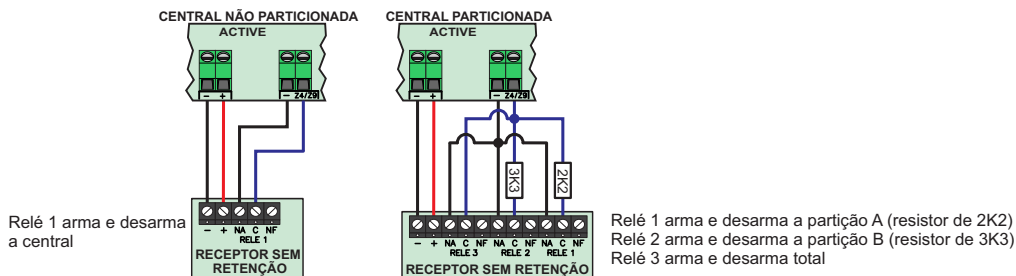 CENTRAL NÃO PARTICIONADA
ACTIVE
- + - Z4/Z9
Relé 1 arma e desarma
a central
- + NA C NF
RELE 1
RECEPTOR SEM
RETENÇÃO
CENTRAL PARTICIONADA
ACTIVE
- + - Z4/Z9
3K3
2K2
- + NA C NF NA C NF NA C NF
RELE 3 RELE 2 RELE 1
RECEPTOR SEM RETENÇÃO
Relé 1 arma e desarma a partição A (resistor de 2K2)
Relé 2 arma e desarma a partição B (resistor de 3K3)
Relé 3 arma e desarma total